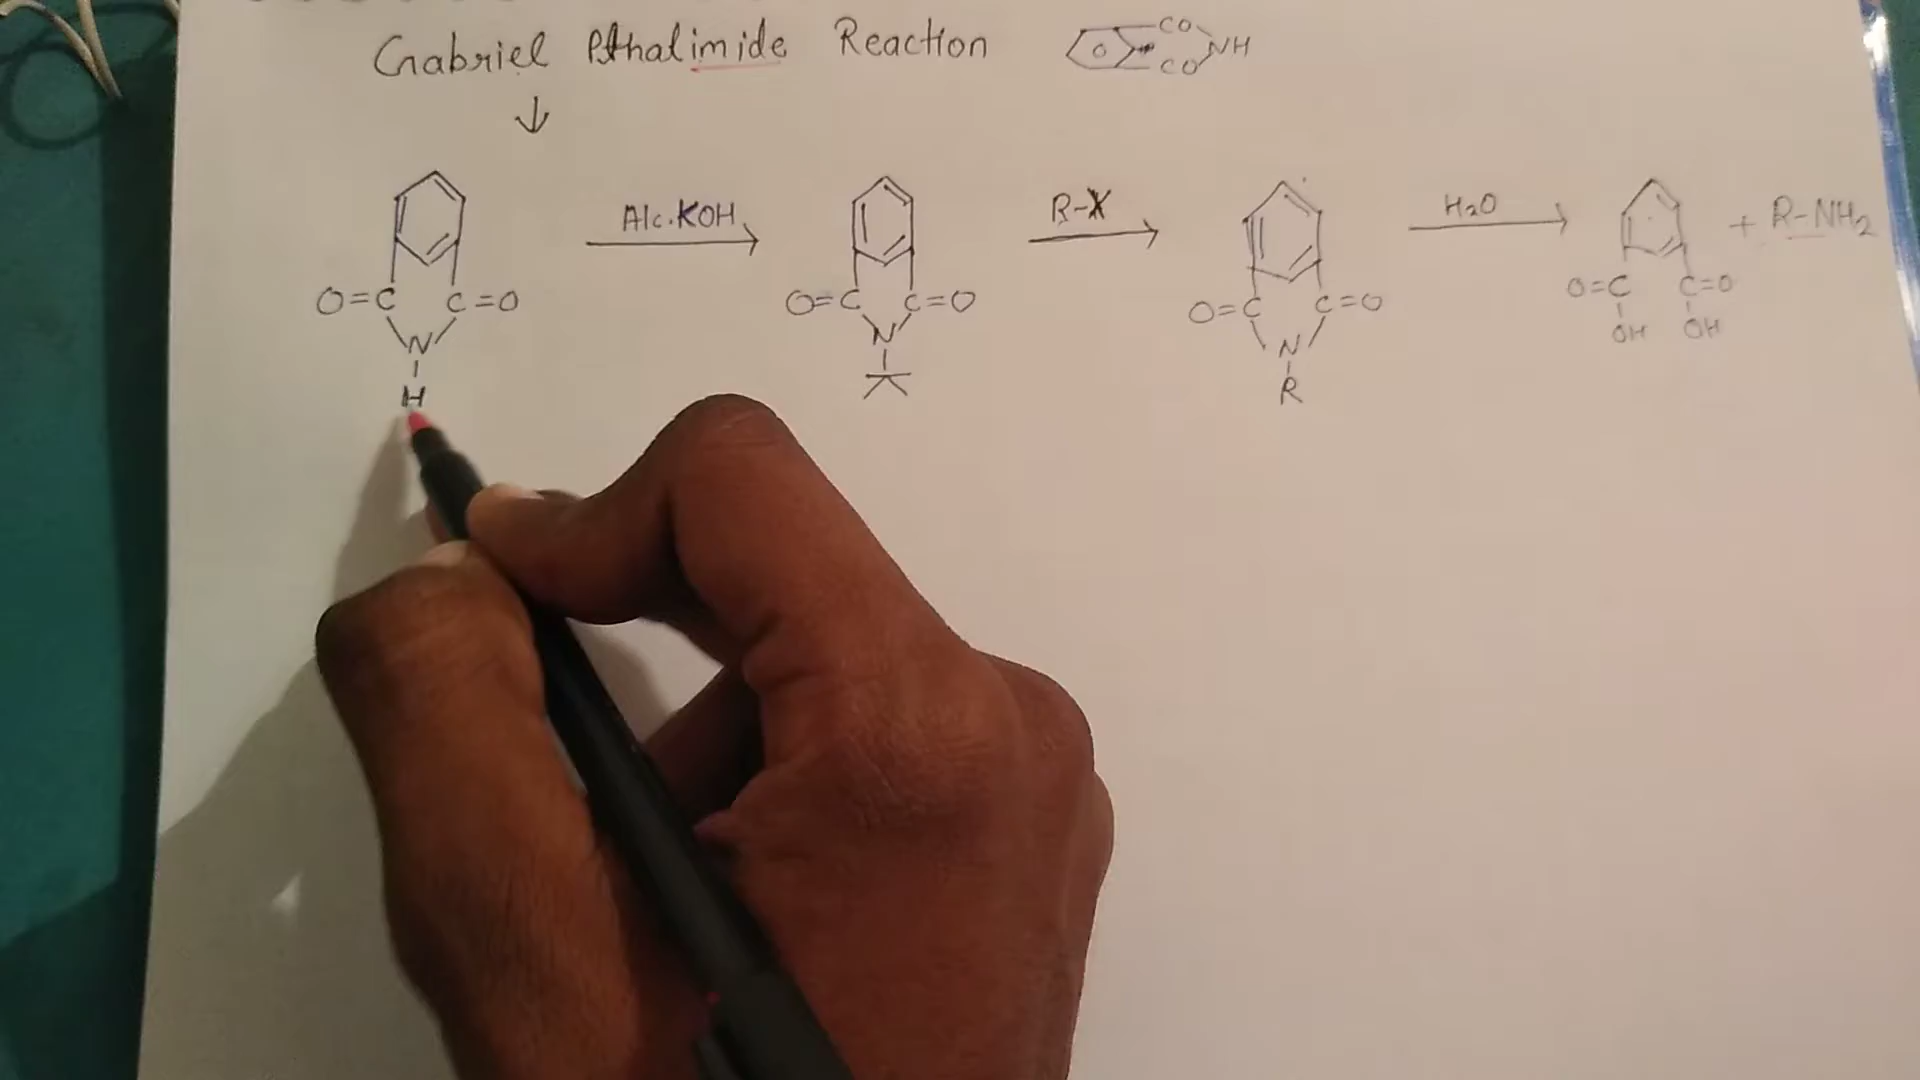 Gabriel Pthalimide Reaction
CO
NH
CO
Alc.KOH
R-X
H₂O
+ R-NH₂
O=C C=O
O=C C=O
O=C C=O
O=C C=O
N
N
N
OH OH
H
K
R